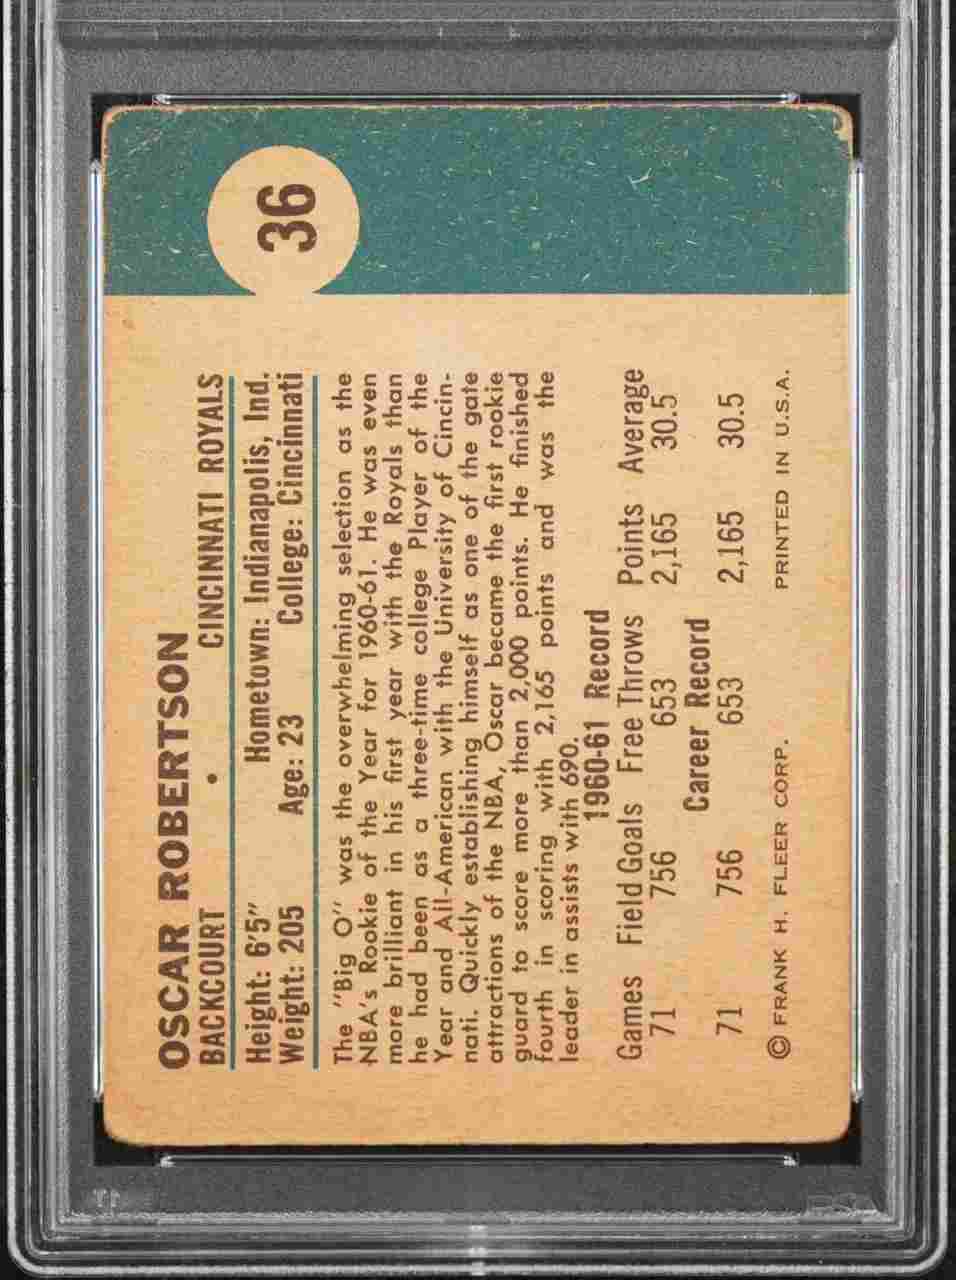 36
OSCAR ROBERTSON
BACKCOURT • CINCINNATI ROYALS
Height: 6'5" Hometown: Indianapolis, Ind.
Weight: 205 Age: 23 College: Cincinnati
The "Big O" was the overwhelming selection as the
NBA's Rookie of the Year for 1960-61. He was even
more brilliant in his first year with the Royals than
he had been as a three-time college Player of the
Year and All-American with the University of Cincin-
nati. Quickly establishing himself as one of the gate
attractions of the NBA, Oscar became the first rookie
guard to score more than 2,000 points. He finished
fourth in scoring with 2,165 points and was the
leader in assists with 690.
1960-61 Record
Games Field Goals Free Throws Points Average
71 756 653 2,165 30.5
Career Record
71 756 653 2,165 30.5
© FRANK H. FLEER CORP. PRINTED IN U.S.A.
PSA